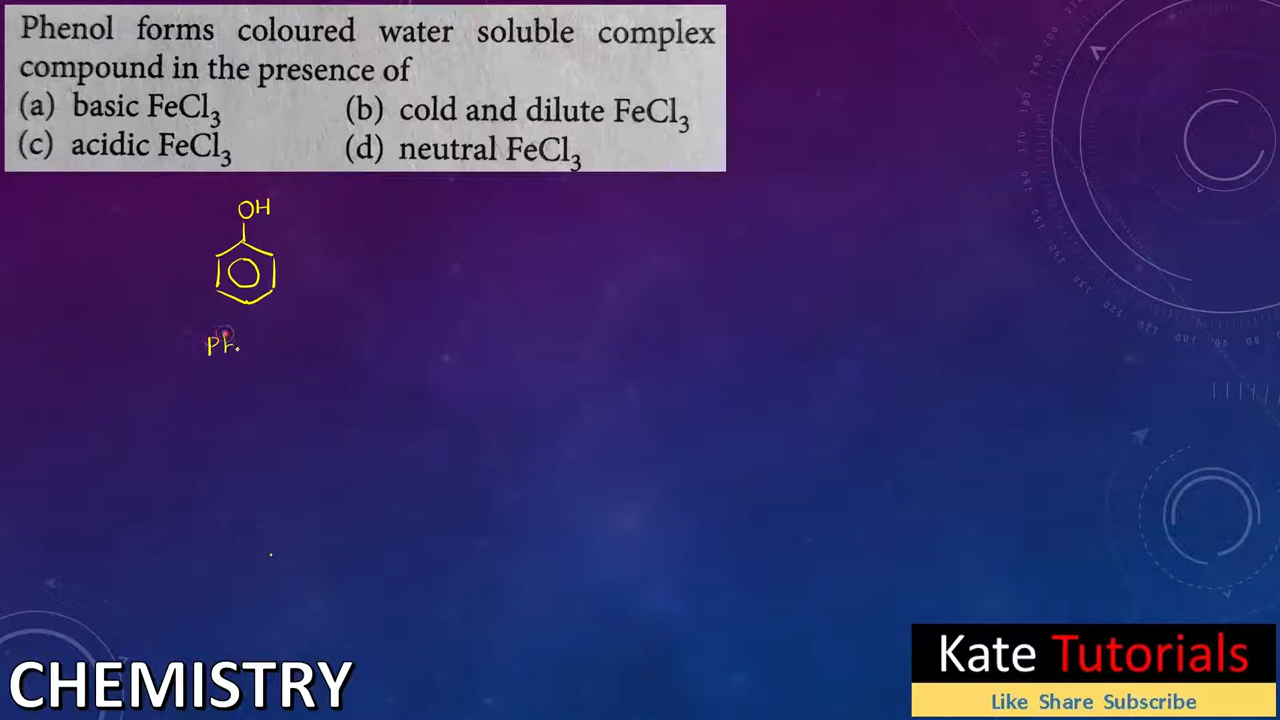 Phenol forms coloured water soluble complex
compound in the presence of
(a) basic FeCl₃ (b) cold and dilute FeCl₃
(c) acidic FeCl₃ (d) neutral FeCl₃
OH
CHEMISTRY
Kate Tutorials
Like Share Subscribe